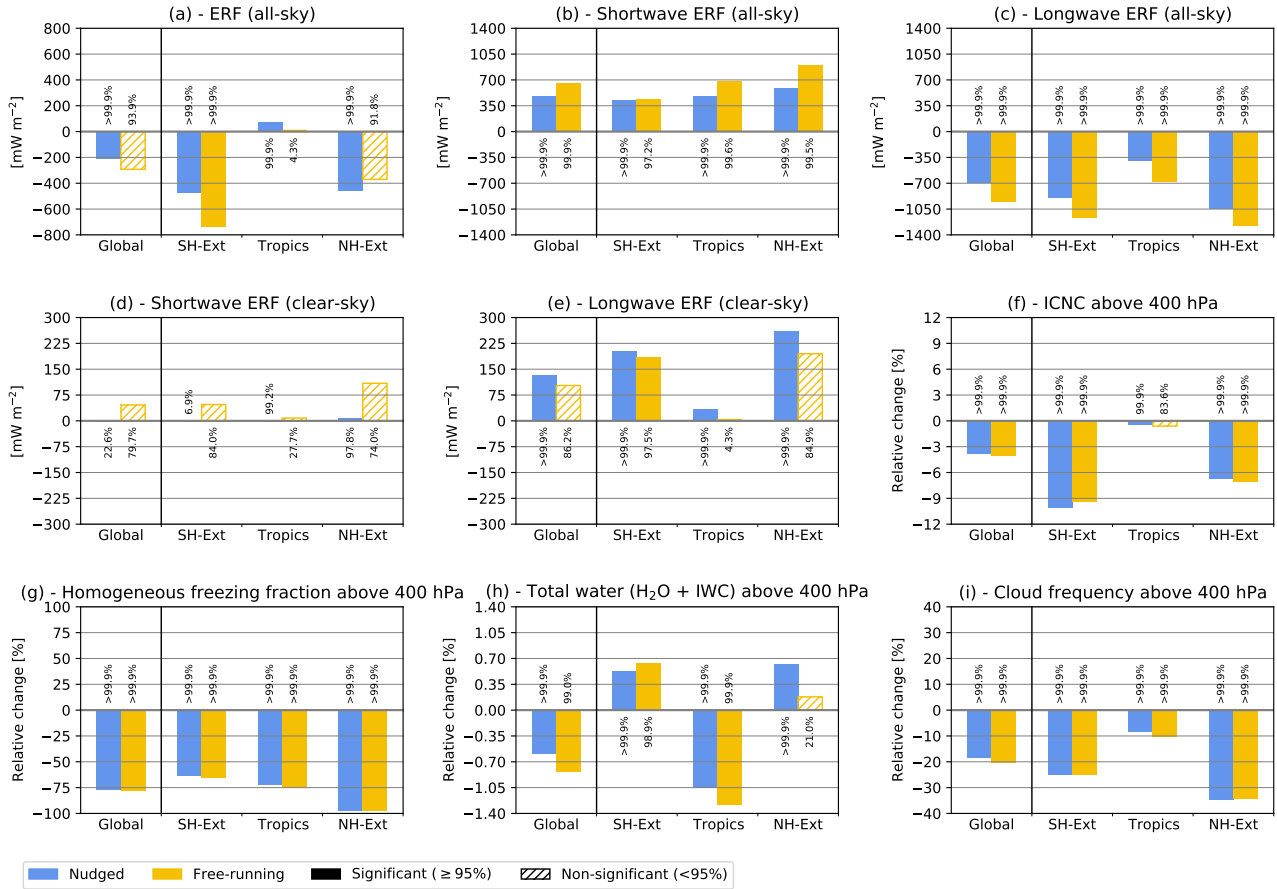 (a) - ERF (all-sky)
[mW m−2]
800
600
400
200
0
−200
−400
−600
−800
>99.9%
93.9%
>99.9%
>99.9%
99.9%
4.3%
>99.9%
91.8%
Global
SH-Ext
Tropics
NH-Ext
(b) - Shortwave ERF (all-sky)
[mW m−2]
1400
1050
700
350
0
−350
−700
−1050
−1400
>99.9%
99.9%
>99.9%
97.2%
>99.9%
99.6%
>99.9%
99.5%
Global
SH-Ext
Tropics
NH-Ext
(c) - Longwave ERF (all-sky)
[mW m−2]
1400
1050
700
350
0
−350
−700
−1050
−1400
>99.9%
>99.9%
>99.9%
>99.9%
>99.9%
>99.9%
>99.9%
>99.9%
Global
SH-Ext
Tropics
NH-Ext
(d) - Shortwave ERF (clear-sky)
[mW m−2]
300
225
150
75
0
−75
−150
−225
−300
22.6%
79.7%
6.9%
84.0%
99.2%
27.7%
97.8%
74.0%
Global
SH-Ext
Tropics
NH-Ext
(e) - Longwave ERF (clear-sky)
[mW m−2]
300
225
150
75
0
−75
−150
−225
−300
>99.9%
86.2%
>99.9%
97.5%
>99.9%
4.3%
>99.9%
84.9%
Global
SH-Ext
Tropics
NH-Ext
(f) - ICNC above 400 hPa
Relative change [%]
12
9
6
3
0
−3
−6
−9
−12
>99.9%
>99.9%
>99.9%
>99.9%
99.9%
83.6%
>99.9%
>99.9%
Global
SH-Ext
Tropics
NH-Ext
(g) - Homogeneous freezing fraction above 400 hPa
Relative change [%]
100
75
50
25
0
−25
−50
−75
−100
>99.9%
>99.9%
>99.9%
>99.9%
>99.9%
>99.9%
>99.9%
>99.9%
Global
SH-Ext
Tropics
NH-Ext
(h) - Total water (H2O + IWC) above 400 hPa
Relative change [%]
1.40
1.05
0.70
0.35
0.00
−0.35
−0.70
−1.05
−1.40
>99.9%
99.0%
>99.9%
98.9%
>99.9%
99.9%
>99.9%
21.0%
Global
SH-Ext
Tropics
NH-Ext
(i) - Cloud frequency above 400 hPa
Relative change [%]
40
30
20
10
0
−10
−20
−30
−40
>99.9%
>99.9%
>99.9%
>99.9%
>99.9%
>99.9%
>99.9%
>99.9%
Global
SH-Ext
Tropics
NH-Ext
Nudged
Free-running
Significant (≥ 95%)
Non-significant (<95%)